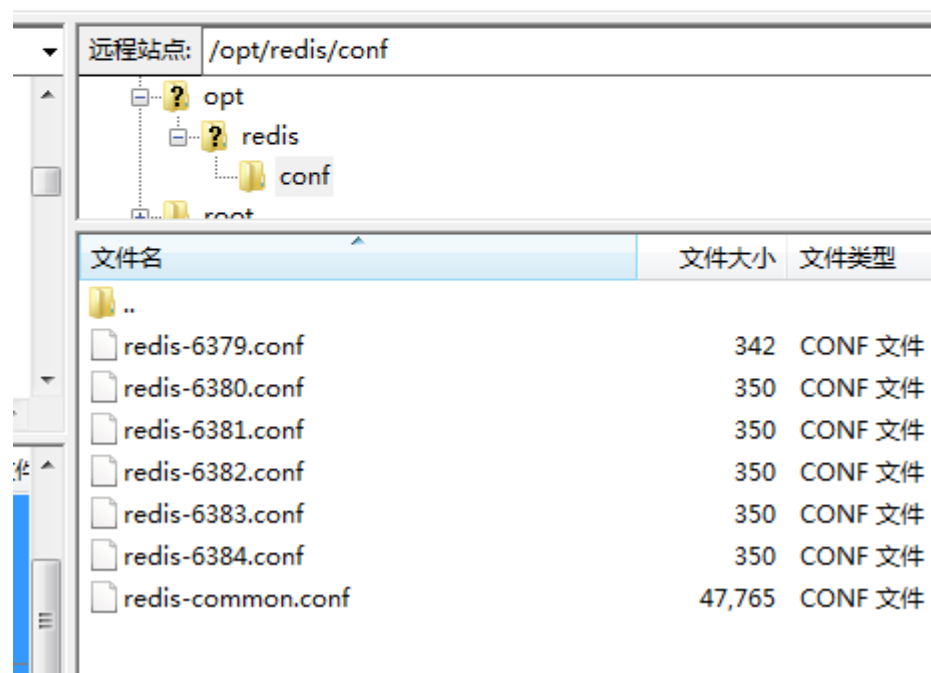 远程站点: /opt/redis/conf
opt
redis
conf
root
文件名 文件大小 文件类型
..
redis-6379.conf 342 CONF 文件
redis-6380.conf 350 CONF 文件
redis-6381.conf 350 CONF 文件
redis-6382.conf 350 CONF 文件
redis-6383.conf 350 CONF 文件
redis-6384.conf 350 CONF 文件
redis-common.conf 47,765 CONF 文件